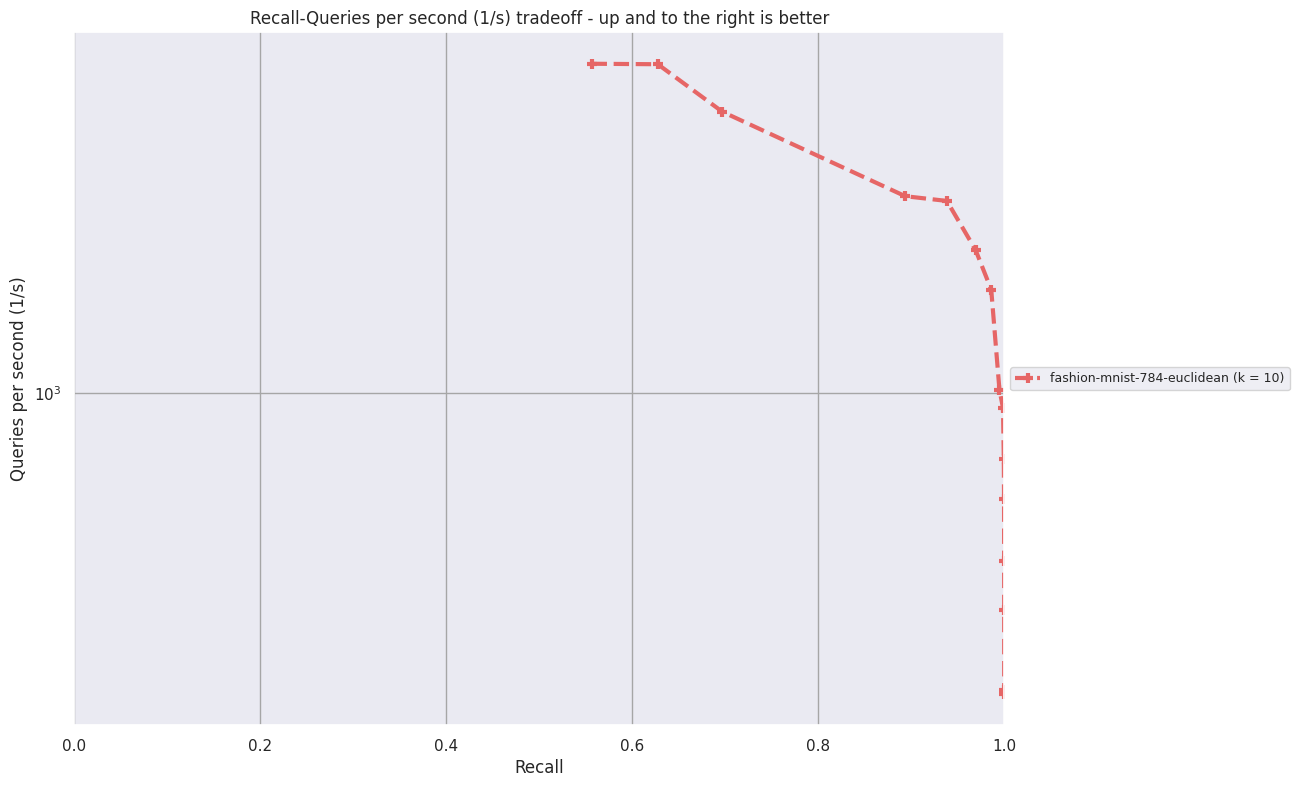 Recall-Queries per second (1/s) tradeoff - up and to the right is better
Queries per second (1/s)
10³
fashion-mnist-784-euclidean (k = 10)
0.0 0.2 0.4 0.6 0.8 1.0
Recall